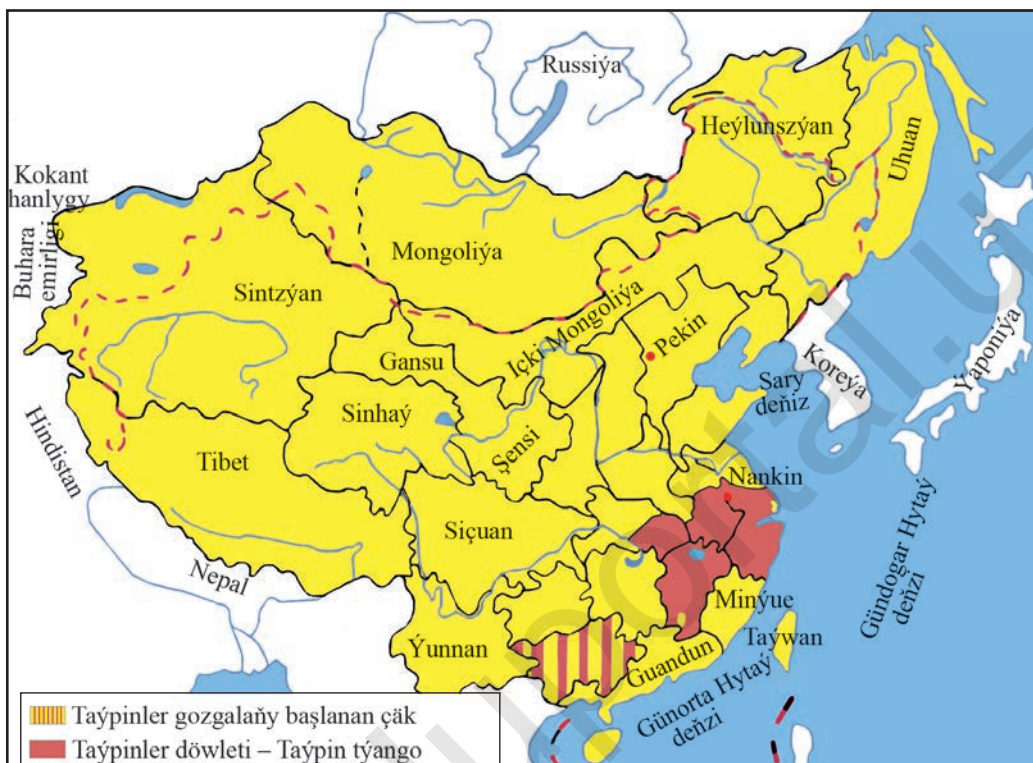 Russiýa
Heýlunszýan
Uhuan
Kokant
hanlygy
Buhara
emirligi
Mongoliýa
Sintzýan
Içki Mongoliýa
Pekin
Gansu
Koreýa
Ýaponiýa
Sary
deňiz
Sinhaý
Şensi
Hindistan
Tibet
Nankin
Siçuan
Nepal
Minýue
Gündogar Hytaý
deňzi
Taýwan
Ýunnan
Guandun
Günorta Hytaý
deňzi
Taýpinler gozgalaňy başlanan çäk
Taýpinler döwleti – Taýpin týango